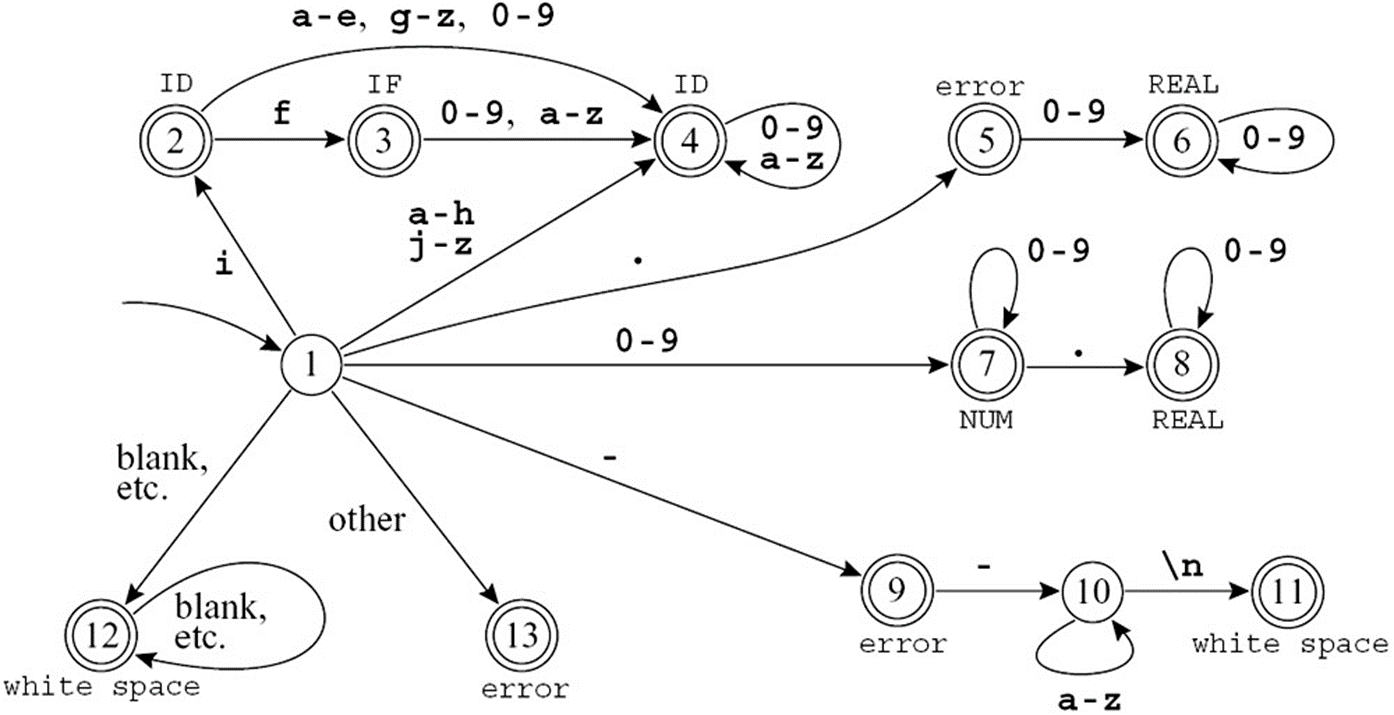 a-e, g-z, 0-9
ID
IF
ID
error
REAL
f
0-9, a-z
0-9
2
3
4
0-9
a-z
5
6
0-9
a-h
j-z
i
.
0-9
0-9
0-9
1
7
.
8
NUM
REAL
blank,
etc.
-
other
9
-
10
\n
11
blank,
etc.
12
13
error
white space
white space
error
a-z